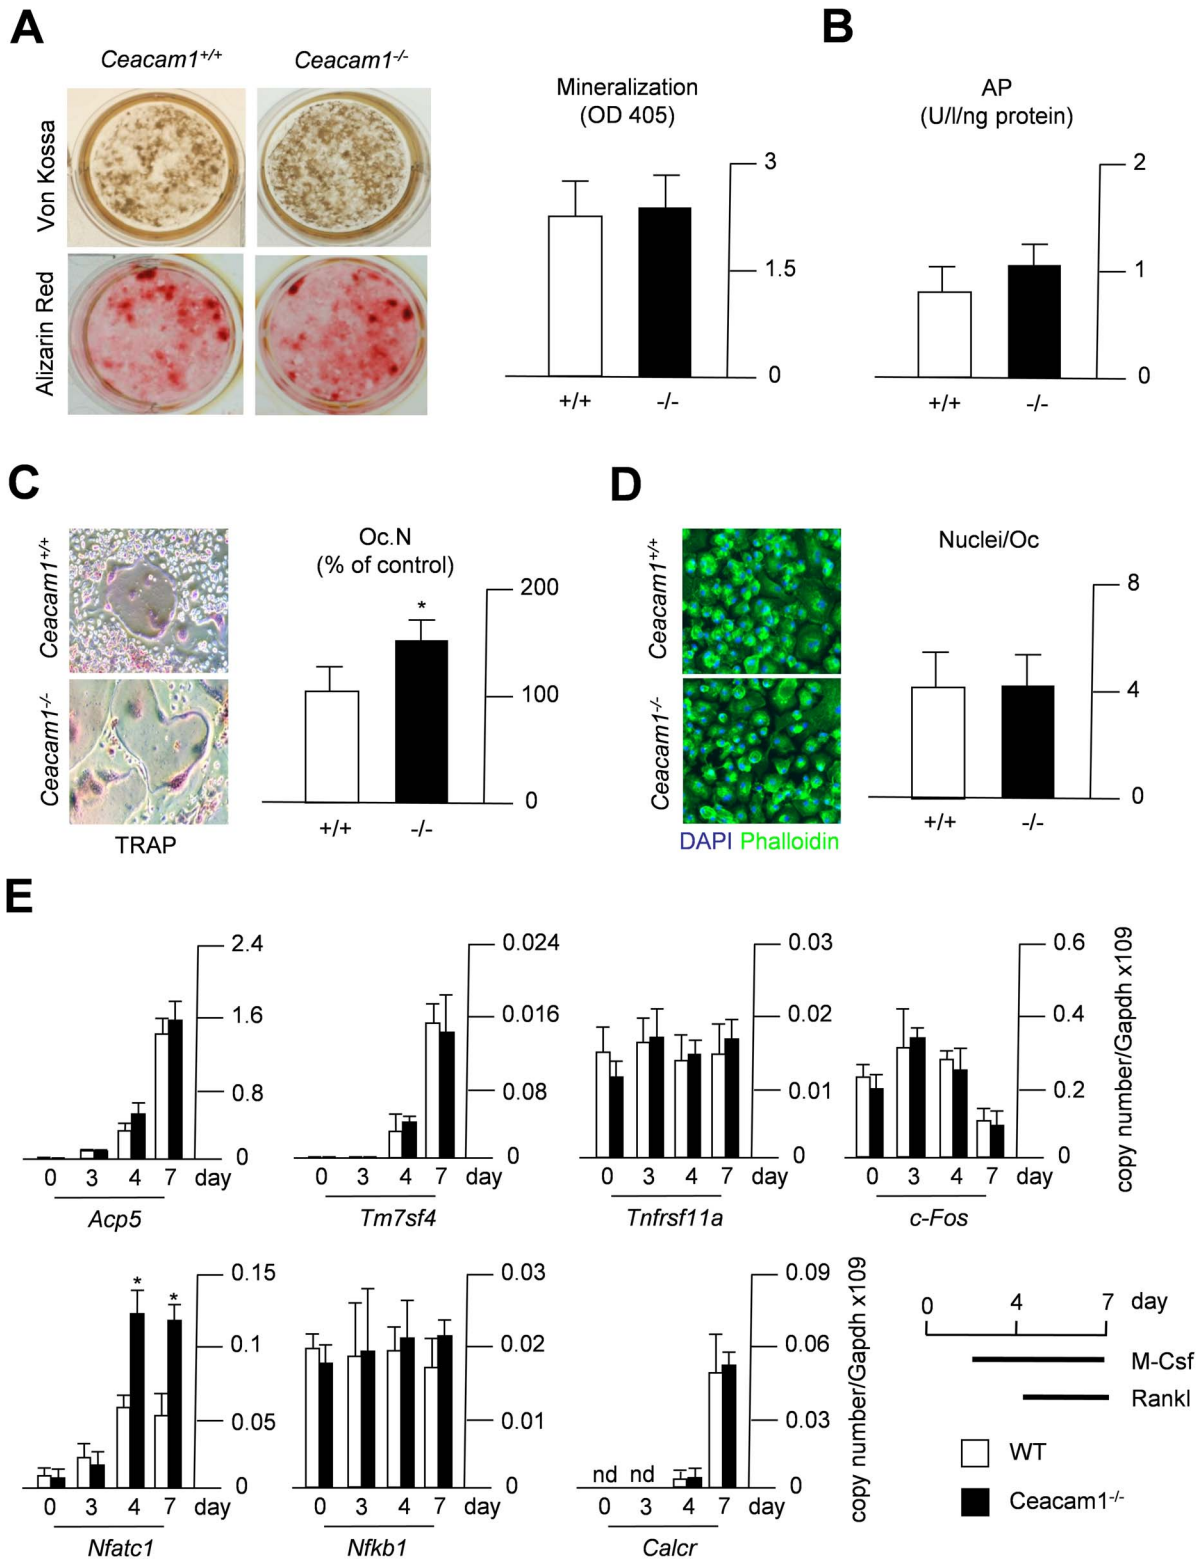 A
Ceacam1+/+
Ceacam1-/-
Von Kossa
Alizarin Red
Mineralization
(OD 405)
3
1.5
0
+/+
-/-
B
AP
(U/l/ng protein)
2
1
0
+/+
-/-
C
Ceacam1+/+
Ceacam1-/-
TRAP
Oc.N
(% of control)
*
200
100
0
+/+
-/-
D
Ceacam1+/+
Ceacam1-/-
DAPI Phalloidin
Nuclei/Oc
8
4
0
+/+
-/-
E
2.4
1.6
0.8
0
0 3 4 7 day
Acp5
0.024
0.016
0.08
0
0 3 4 7 day
Tm7sf4
0.03
0.02
0.01
0
0 3 4 7 day
Tnfrsf11a
0.6
0.4
0.2
0
0 3 4 7 day
c-Fos
copy number/Gapdh x109
* *
0.15
0.1
0.05
0
0 3 4 7 day
Nfatc1
0.03
0.02
0.01
0
0 3 4 7 day
Nfkb1
nd nd
0.09
0.06
0.03
0
0 3 4 7 day
Calcr
copy number/Gapdh x109
0 4 7 day
M-Csf
Rankl
WT
Ceacam1-/-